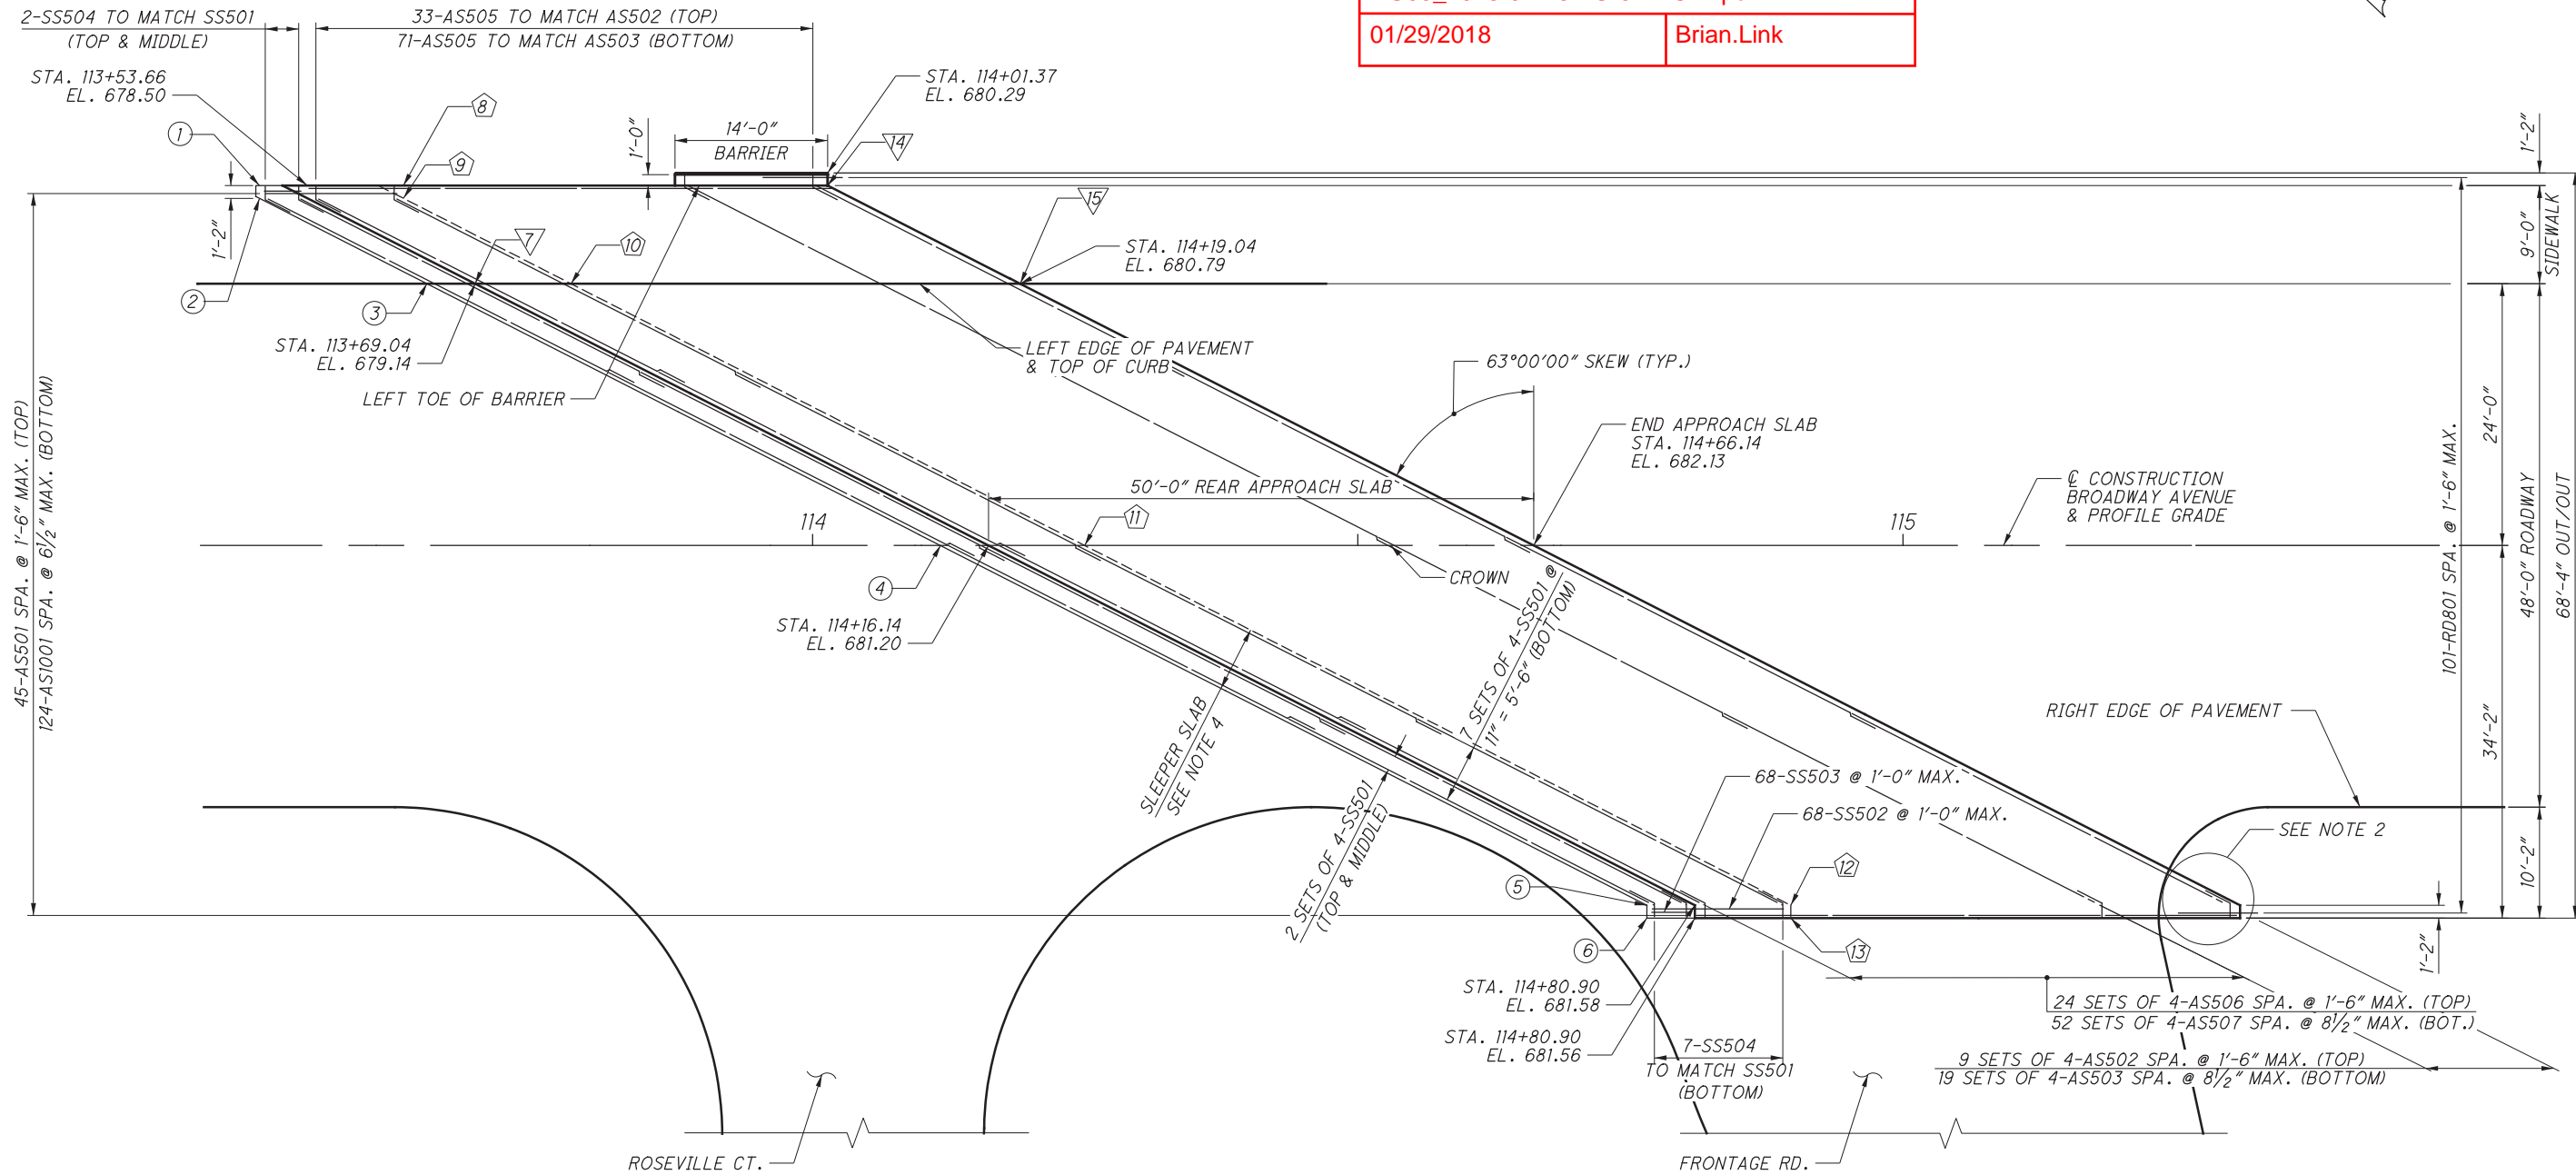 01/29/2018
Brian.Link
2-SS504 TO MATCH SS501
(TOP & MIDDLE)
33-AS505 TO MATCH AS502 (TOP)
71-AS505 TO MATCH AS503 (BOTTOM)
STA. 113+53.66
EL. 678.50
STA. 114+01.37
EL. 680.29
1
8
9
1'-0"
14'-0"
BARRIER
14
1'-2"
1'-2"
2
3
7
10
15
STA. 114+19.04
EL. 680.79
9'-0"
SIDEWALK
STA. 113+69.04
EL. 679.14
LEFT TOE OF BARRIER
LEFT EDGE OF PAVEMENT
& TOP OF CURB
63°00'00" SKEW (TYP.)
END APPROACH SLAB
STA. 114+66.14
EL. 682.13
24'-0"
45-AS501 SPA. @ 1'-6" MAX. (TOP)
124-AS1001 SPA. @ 6 1/2" MAX. (BOTTOM)
50'-0" REAR APPROACH SLAB
℄ CONSTRUCTION
BROADWAY AVENUE
& PROFILE GRADE
101-RD801 SPA. @ 1'-6" MAX.
48'-0" ROADWAY
68'-4" OUT/OUT
114
11
115
4
CROWN
STA. 114+16.14
EL. 681.20
7 SETS OF 4-SS501 @
11" = 5'-6" (BOTTOM)
SLEEPER SLAB
SEE NOTE 4
RIGHT EDGE OF PAVEMENT
34'-2"
68-SS503 @ 1'-0" MAX.
68-SS502 @ 1'-0" MAX.
2 SETS OF 4-SS501
(TOP & MIDDLE)
SEE NOTE 2
10'-2"
5
12
6
13
1'-2"
STA. 114+80.90
EL. 681.58
STA. 114+80.90
EL. 681.56
24 SETS OF 4-AS506 SPA. @ 1'-6" MAX. (TOP)
52 SETS OF 4-AS507 SPA. @ 8 1/2" MAX. (BOT.)
7-SS504
TO MATCH SS501
(BOTTOM)
9 SETS OF 4-AS502 SPA. @ 1'-6" MAX. (TOP)
19 SETS OF 4-AS503 SPA. @ 8 1/2" MAX. (BOTTOM)
ROSEVILLE CT.
FRONTAGE RD.